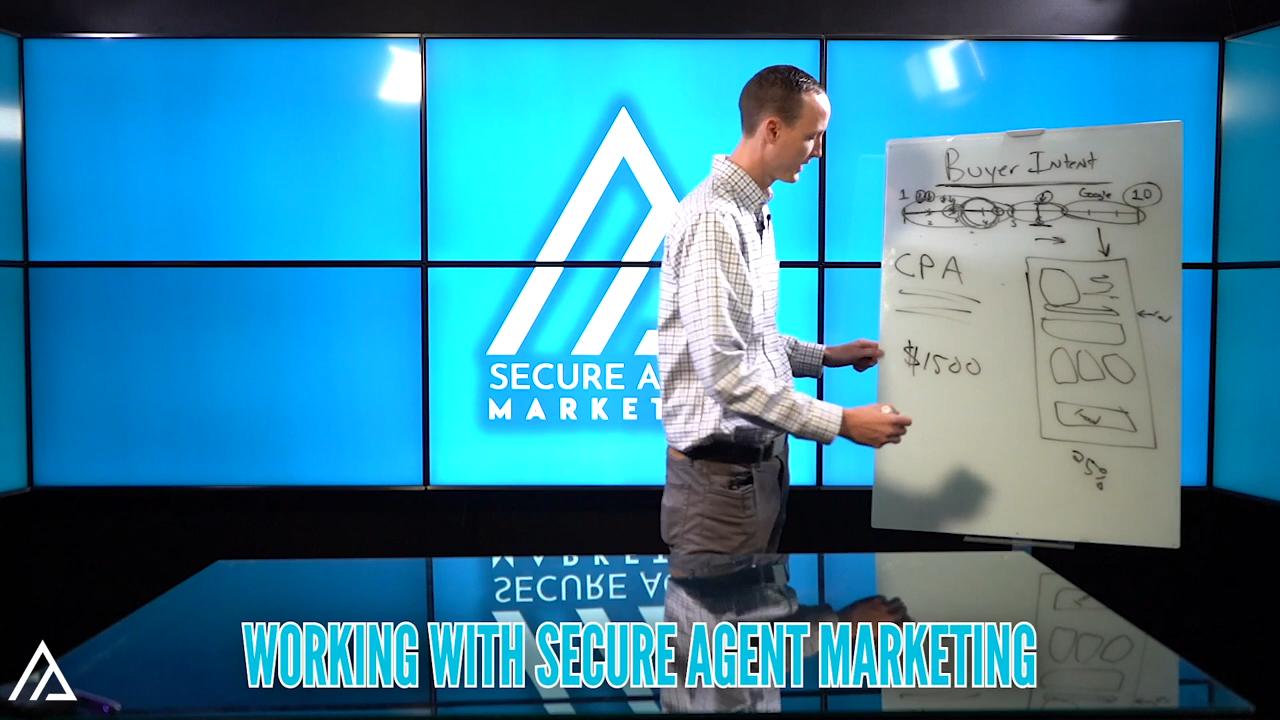 SECURE A
MARKET
Buyer Intent
1
Google
10
CPA
$1500
WORKING WITH SECURE AGENT MARKETING